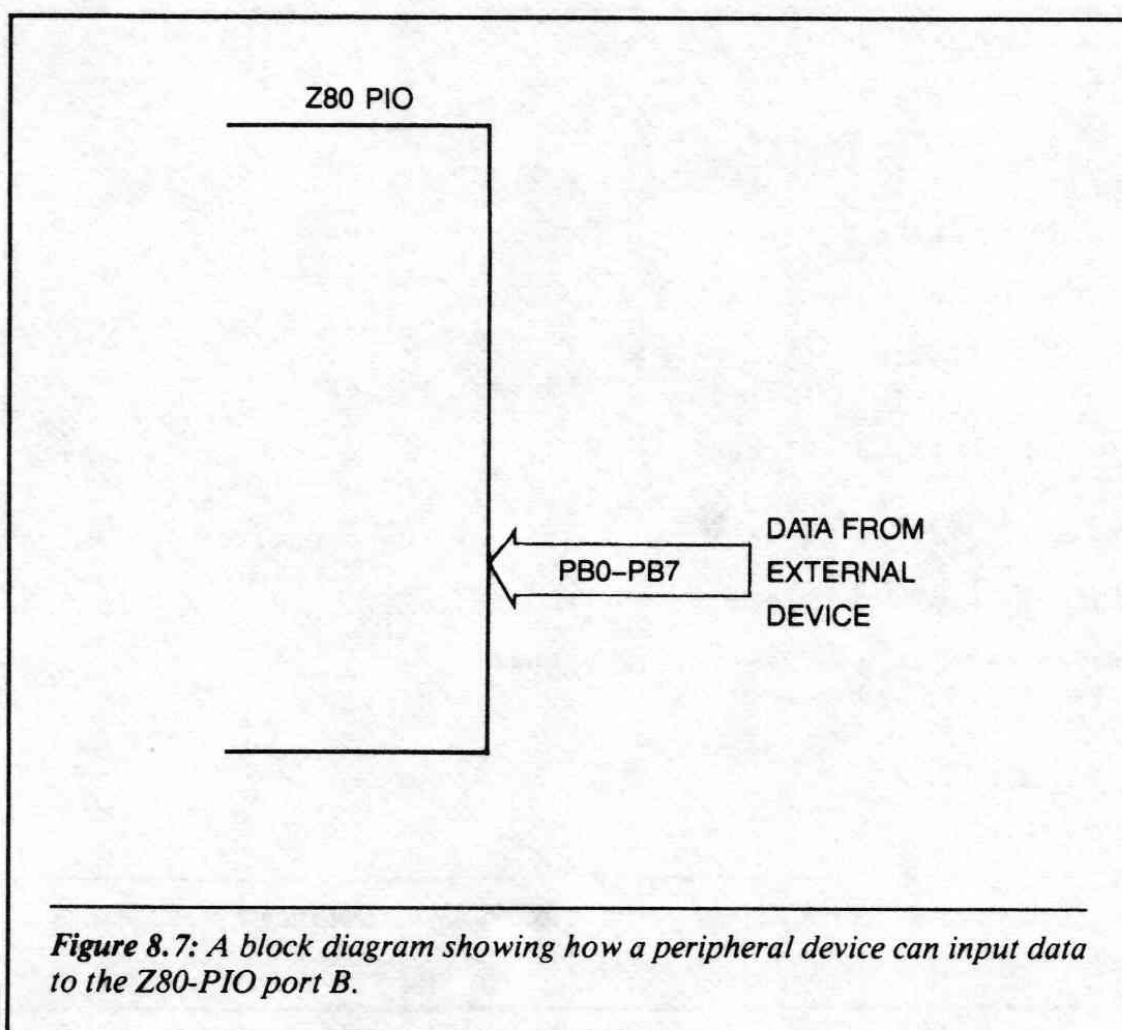 Z80 PIO
PB0–PB7
DATA FROM
EXTERNAL
DEVICE
Figure 8.7: A block diagram showing how a peripheral device can input data
to the Z80-PIO port B.